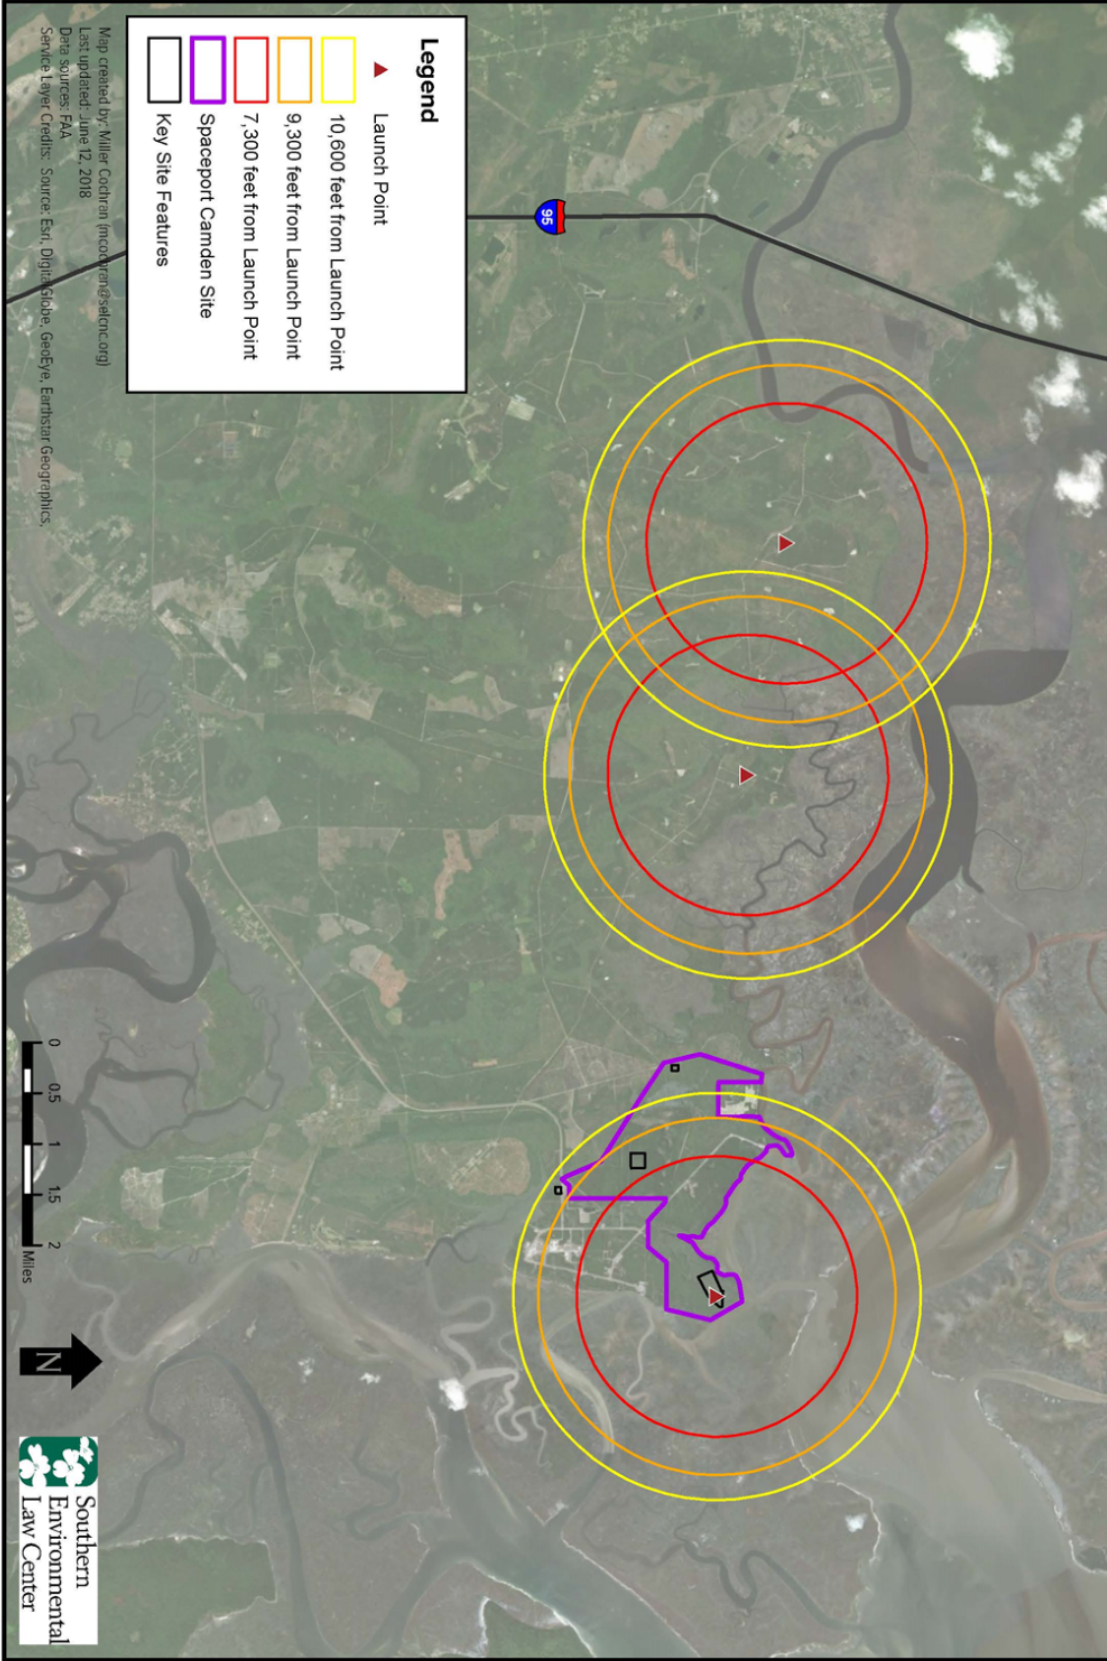 Legend
Launch Point
10,600 feet from Launch Point
9,300 feet from Launch Point
7,300 feet from Launch Point
Spaceport Camden Site
Key Site Features
Map created by: Miller Cochran (mcochran@selcnc.org)
Last updated: June 12, 2018
Data sources: FAA
Service Layer Credits: Source: Esri, DigitalGlobe, GeoEye, Earthstar Geographics,
95
0 0.5 1 1.5 2
Miles
N
Southern
Environmental
Law Center